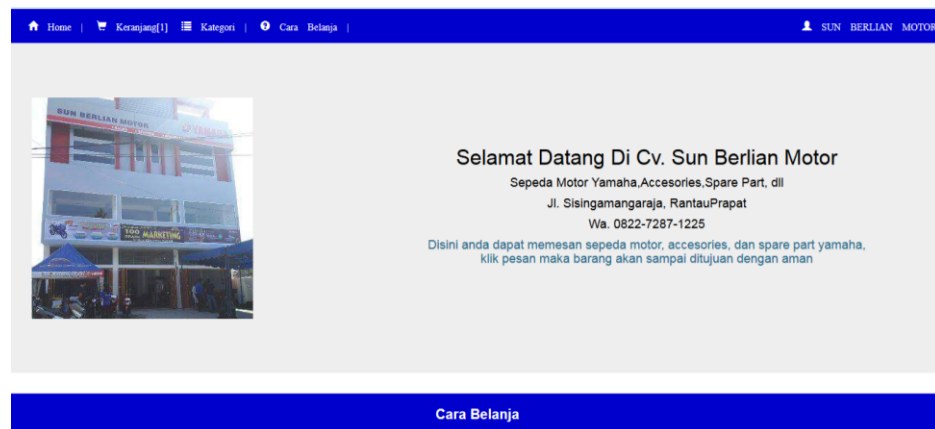 Home | Keranjang[1] Kategori | Cara Belanja | SUN BERLIAN MOTOR
SUN BERLIAN MOTOR
YAMAHA
100
MARKETING
Selamat Datang Di Cv. Sun Berlian Motor
Sepeda Motor Yamaha,Accesories,Spare Part, dll
Jl. Sisingamangaraja, RantauPrapat
Wa. 0822-7287-1225
Disini anda dapat memesan sepeda motor, accesories, dan spare part yamaha,
klik pesan maka barang akan sampai ditujuan dengan aman
Cara Belanja